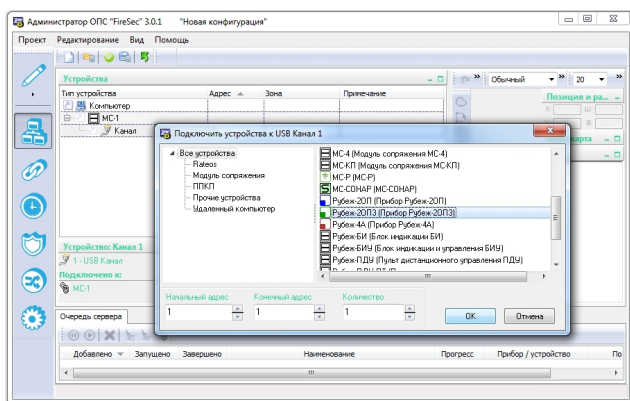 Администратор ОПС "FireSec" 3.0.1 "Новая конфигурация"
Проект Редактирование Вид Помощь
Обычный 20
Устройства
Тип устройства Адрес Зона Примечание
Компьютер
МС-1
Канал
Позиция и ра...
Подключить устройства к USB Канал 1
Все устройства
Rateos
Модуль сопряжения
ППКП
Прочие устройства
Удаленный компьютер
МС-4 (Модуль сопряжения МС-4)
МС-КП (Модуль сопряжения МС-КП)
МС-Р (МС-Р)
МС-СОНАР (МС-СОНАР)
Рубеж-2ОП (Прибор Рубеж-2ОП)
Рубеж-2ОП3 (Прибор Рубеж-2ОП3)
Рубеж-4А (Прибор Рубеж-4А)
Рубеж-БИ (Блок индикации БИ)
Рубеж-БИУ (Блок индикации и управления БИУ)
Рубеж-ПДУ (Пульт дистанционного управления ПДУ)
Начальный адрес Конечный адрес Количество
1 1 1
OK Отмена
Устройство: Канал 1
1 - USB Канал
Подключено к:
МС-1
Очередь сервера
Добавлено Запущено Завершено Наименование Прогресс Прибор / устройство По